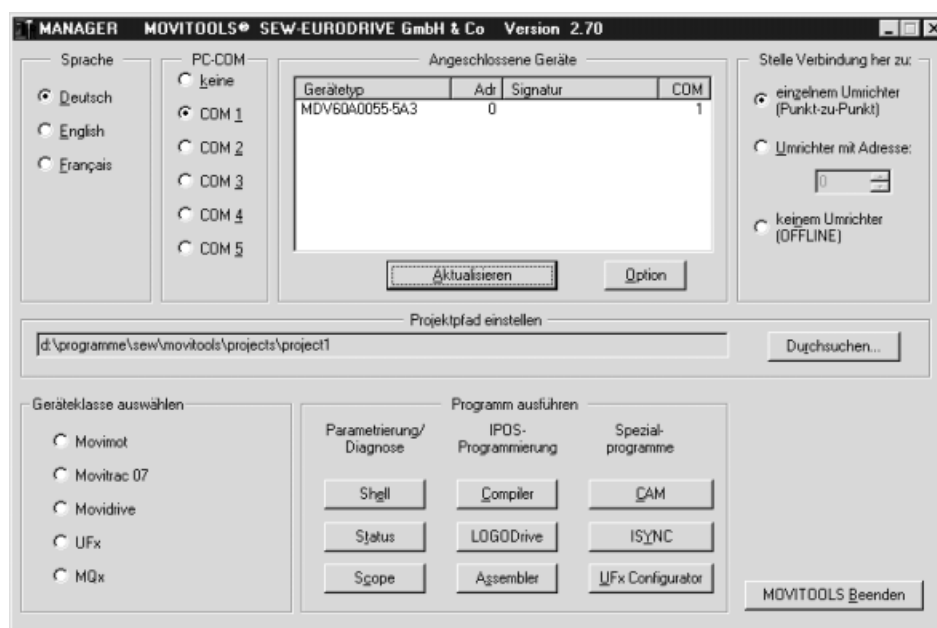 MANAGER MOVITOOLS® SEW-EURODRIVE GmbH & Co Version 2.70
Sprache
Deutsch
English
Français
PC-COM
keine
COM 1
COM 2
COM 3
COM 4
COM 5
Angeschlossene Geräte
Gerätetyp Adr Signatur COM
MDV60A0055-5A3 0 1
Aktualisieren Option
Stelle Verbindung her zu:
einzelnem Umrichter
(Punkt-zu-Punkt)
Umrichter mit Adresse:
0
keinem Umrichter
(OFFLINE)
Projektpfad einstellen
d:\programme\sew\movitools\projects\project1 Durchsuchen...
Geräteklasse auswählen
Movimot
Movitrac 07
Movidrive
UFx
MQx
Programm ausführen
Parametrierung/
Diagnose
Shell
Status
Scope
IPOS-
Programmierung
Compiler
LOGODrive
Assembler
Spezial-
programme
CAM
ISYNC
UFx Configurator
MOVITOOLS Beenden